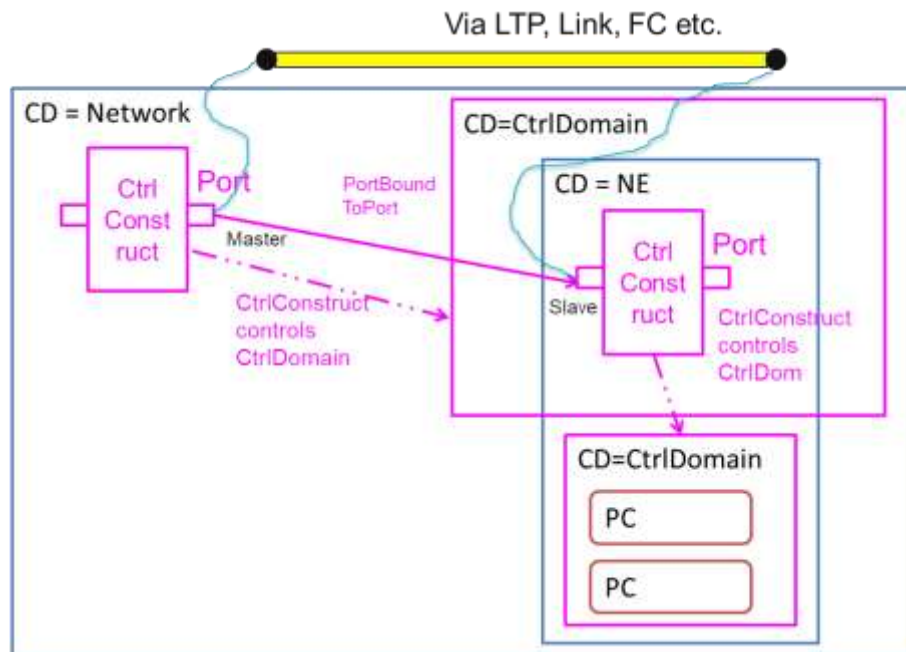 Via LTP, Link, FC etc.
CD = Network
CD=CtrlDomain
Ctrl
Const
ruct
Port
PortBound
ToPort
CD = NE
Master
Ctrl
Const
ruct
Port
Slave
CtrlConstruct
controls
CtrlDomain
CtrlConstruct
controls
CtrlDom
CD=CtrlDomain
PC
PC